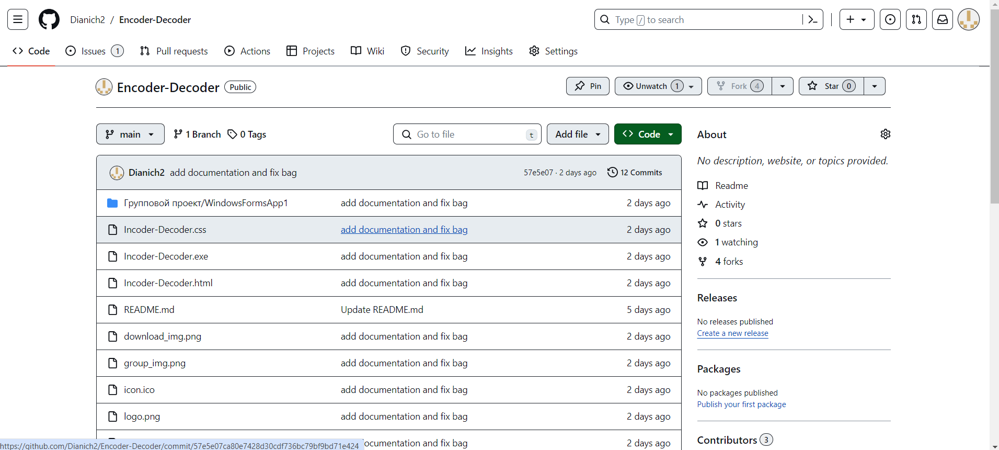 Dianich2 / Encoder-Decoder
Type / to search
Code Issues 1 Pull requests Actions Projects Wiki Security Insights Settings
Encoder-Decoder Public
Pin Unwatch 1 Fork 4 Star 0
main 1 Branch 0 Tags Go to file t Add file Code
Dianich2 add documentation and fix bag 57e5e07 · 2 days ago 12 Commits
Групповой проект/WindowsFormsApp1 add documentation and fix bag 2 days ago
Incoder-Decoder.css add documentation and fix bag 2 days ago
Incoder-Decoder.exe add documentation and fix bag 2 days ago
Incoder-Decoder.html add documentation and fix bag 2 days ago
README.md Update README.md 5 days ago
download_img.png add documentation and fix bag 2 days ago
group_img.png add documentation and fix bag 2 days ago
icon.ico add documentation and fix bag 2 days ago
logo.png add documentation and fix bag 2 days ago
ocumentation and fix bag 2 days ago
https://github.com/Dianich2/Encoder-Decoder/commit/57e5e07ca80e7428d30cdf736bc79bf9bd71e424
About
No description, website, or topics provided.
Readme
Activity
0 stars
1 watching
4 forks
Releases
No releases published
Create a new release
Packages
No packages published
Publish your first package
Contributors 3